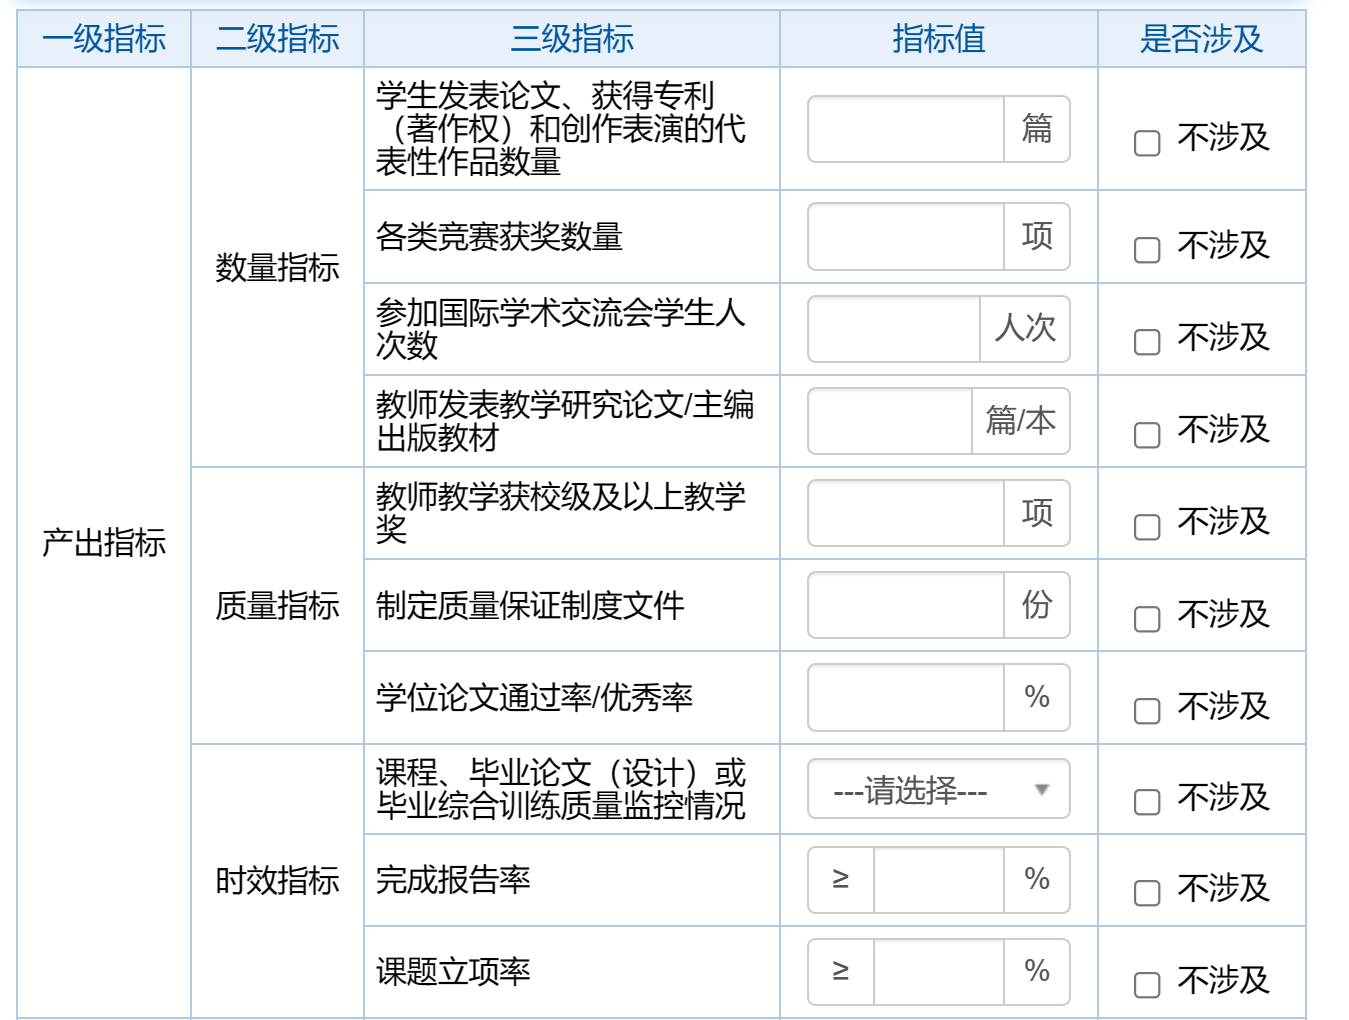 一级指标 二级指标 三级指标 指标值 是否涉及
产出指标
数量指标
学生发表论文、获得专利
（著作权）和创作表演的代
表性作品数量
篇
不涉及
各类竞赛获奖数量
项
不涉及
参加国际学术交流会学生人
次数
人次
不涉及
教师发表教学研究论文/主编
出版教材
篇/本
不涉及
质量指标
教师教学获校级及以上教学
奖
项
不涉及
制定质量保证制度文件
份
不涉及
学位论文通过率/优秀率
%
不涉及
时效指标
课程、毕业论文（设计）或
毕业综合训练质量监控情况
---请选择---
不涉及
完成报告率
≥ %
不涉及
课题立项率
≥ %
不涉及